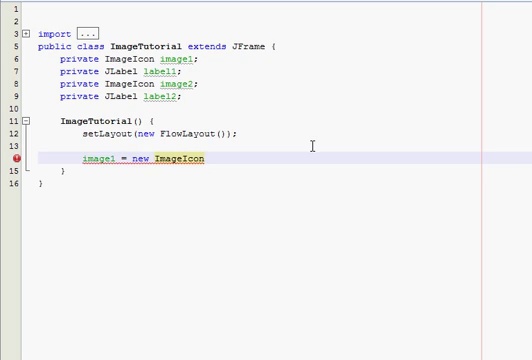 1
2
3 import ...
5 public class ImageTutorial extends JFrame {
6 private ImageIcon image1;
7 private JLabel label1;
8 private ImageIcon image2;
9 private JLabel label2;
10
11 ImageTutorial() {
12 setLayout(new FlowLayout());
13
image1 = new ImageIcon
15 }
16 }